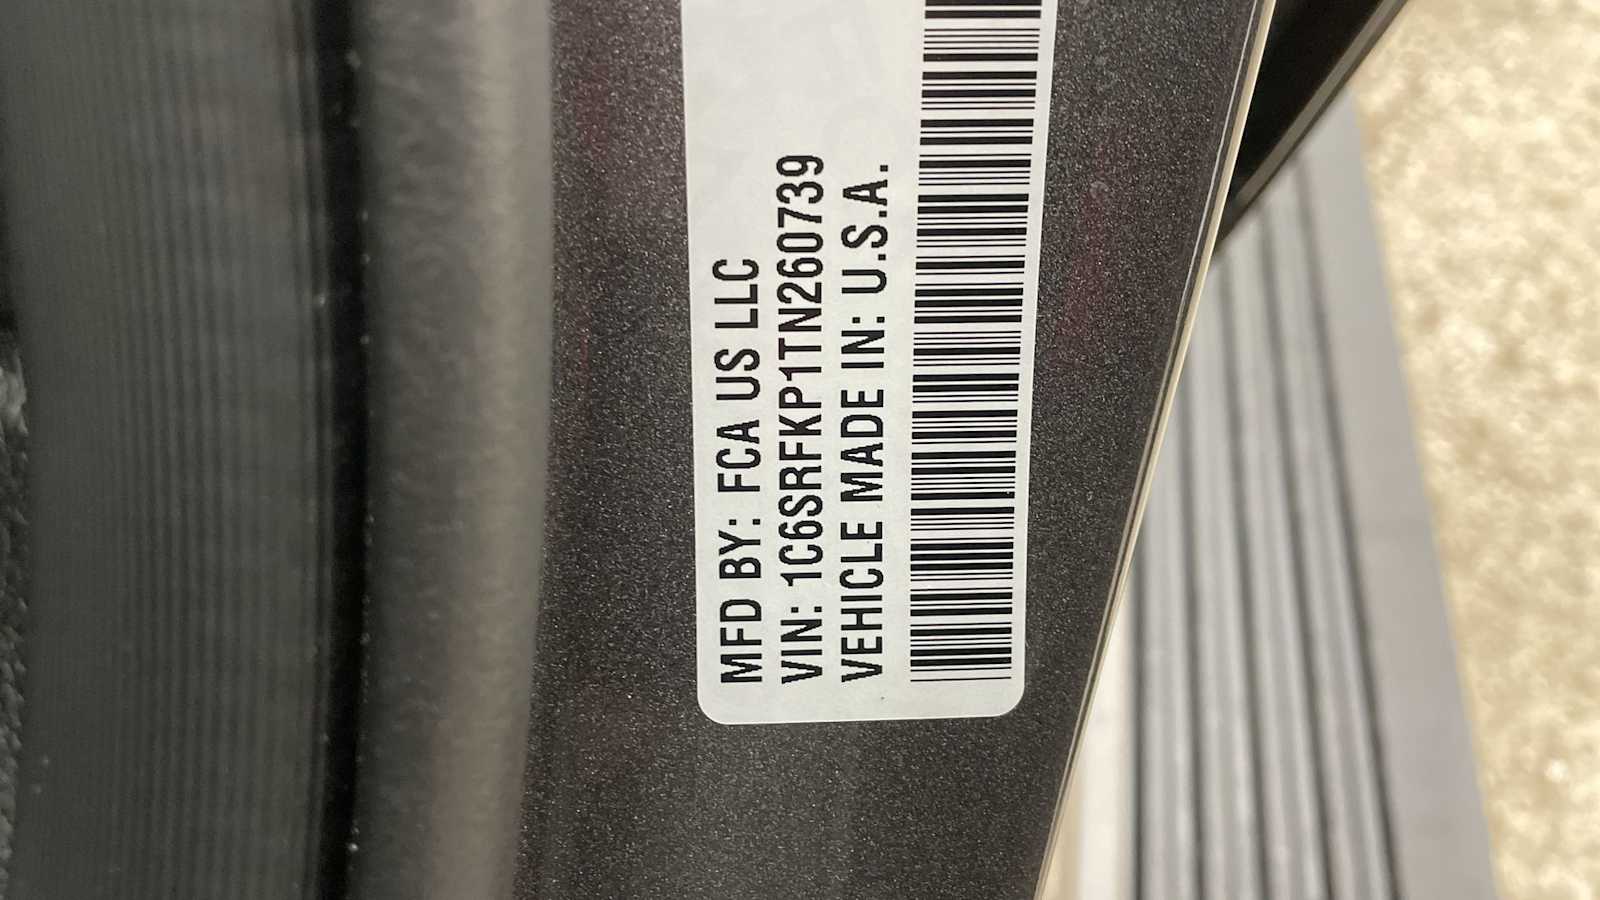 MFD BY: FCA US LLC
VIN: 1C6SRFKP1TN260739
VEHICLE MADE IN: U.S.A.